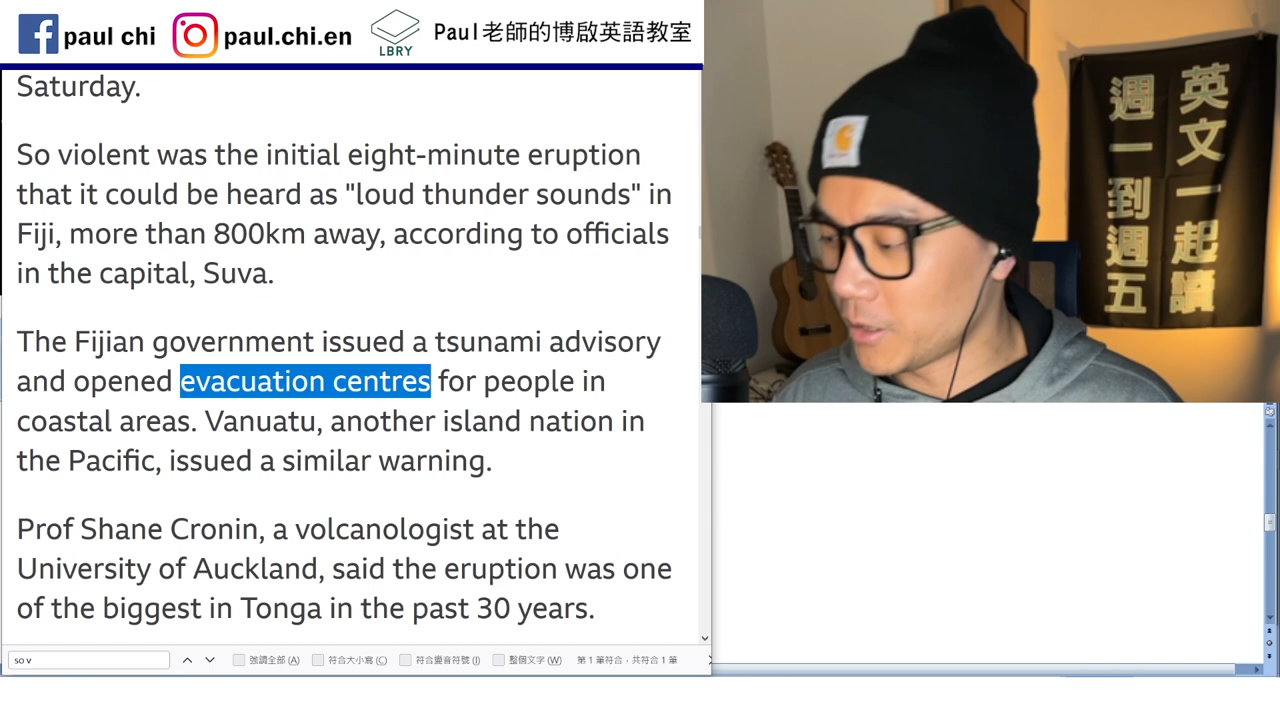 paul chi
paul.chi.en
LBRY
Paul老師的博啟英語教室
Saturday.
So violent was the initial eight-minute eruption
that it could be heard as "loud thunder sounds" in
Fiji, more than 800km away, according to officials
in the capital, Suva.
The Fijian government issued a tsunami advisory
and opened evacuation centres for people in
coastal areas. Vanuatu, another island nation in
the Pacific, issued a similar warning.
Prof Shane Cronin, a volcanologist at the
University of Auckland, said the eruption was one
of the biggest in Tonga in the past 30 years.
so v
強調全部 (A)
符合大小寫 (C)
符合變音符號 (I)
整個文字 (W)
第 1 筆符合，共符合 1 筆
英文一起讀
週一到週五